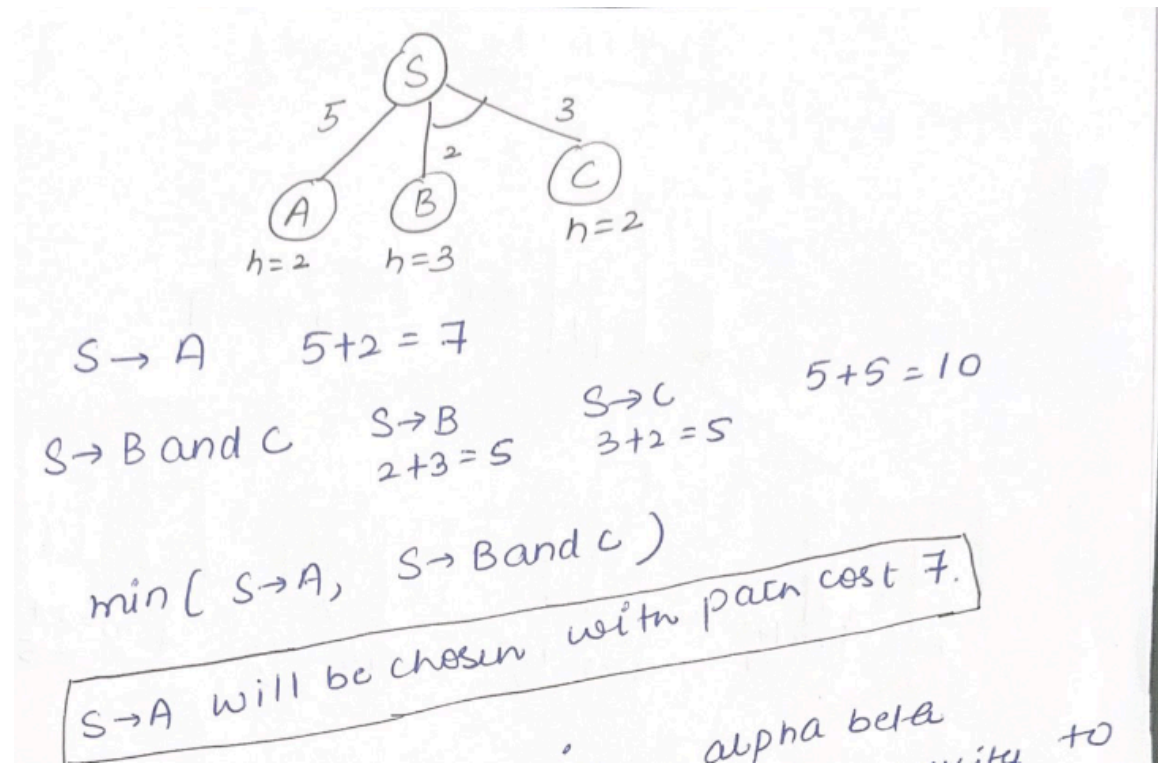 S
5
3
2
A
B
C
h=2
h=3
h=2
S→A 5+2=7
S→B and C S→B S→C 5+5=10
2+3=5 3+2=5
min( S→A, S→B and C )
S→A will be chosen with path cost 7.
alpha beta
to